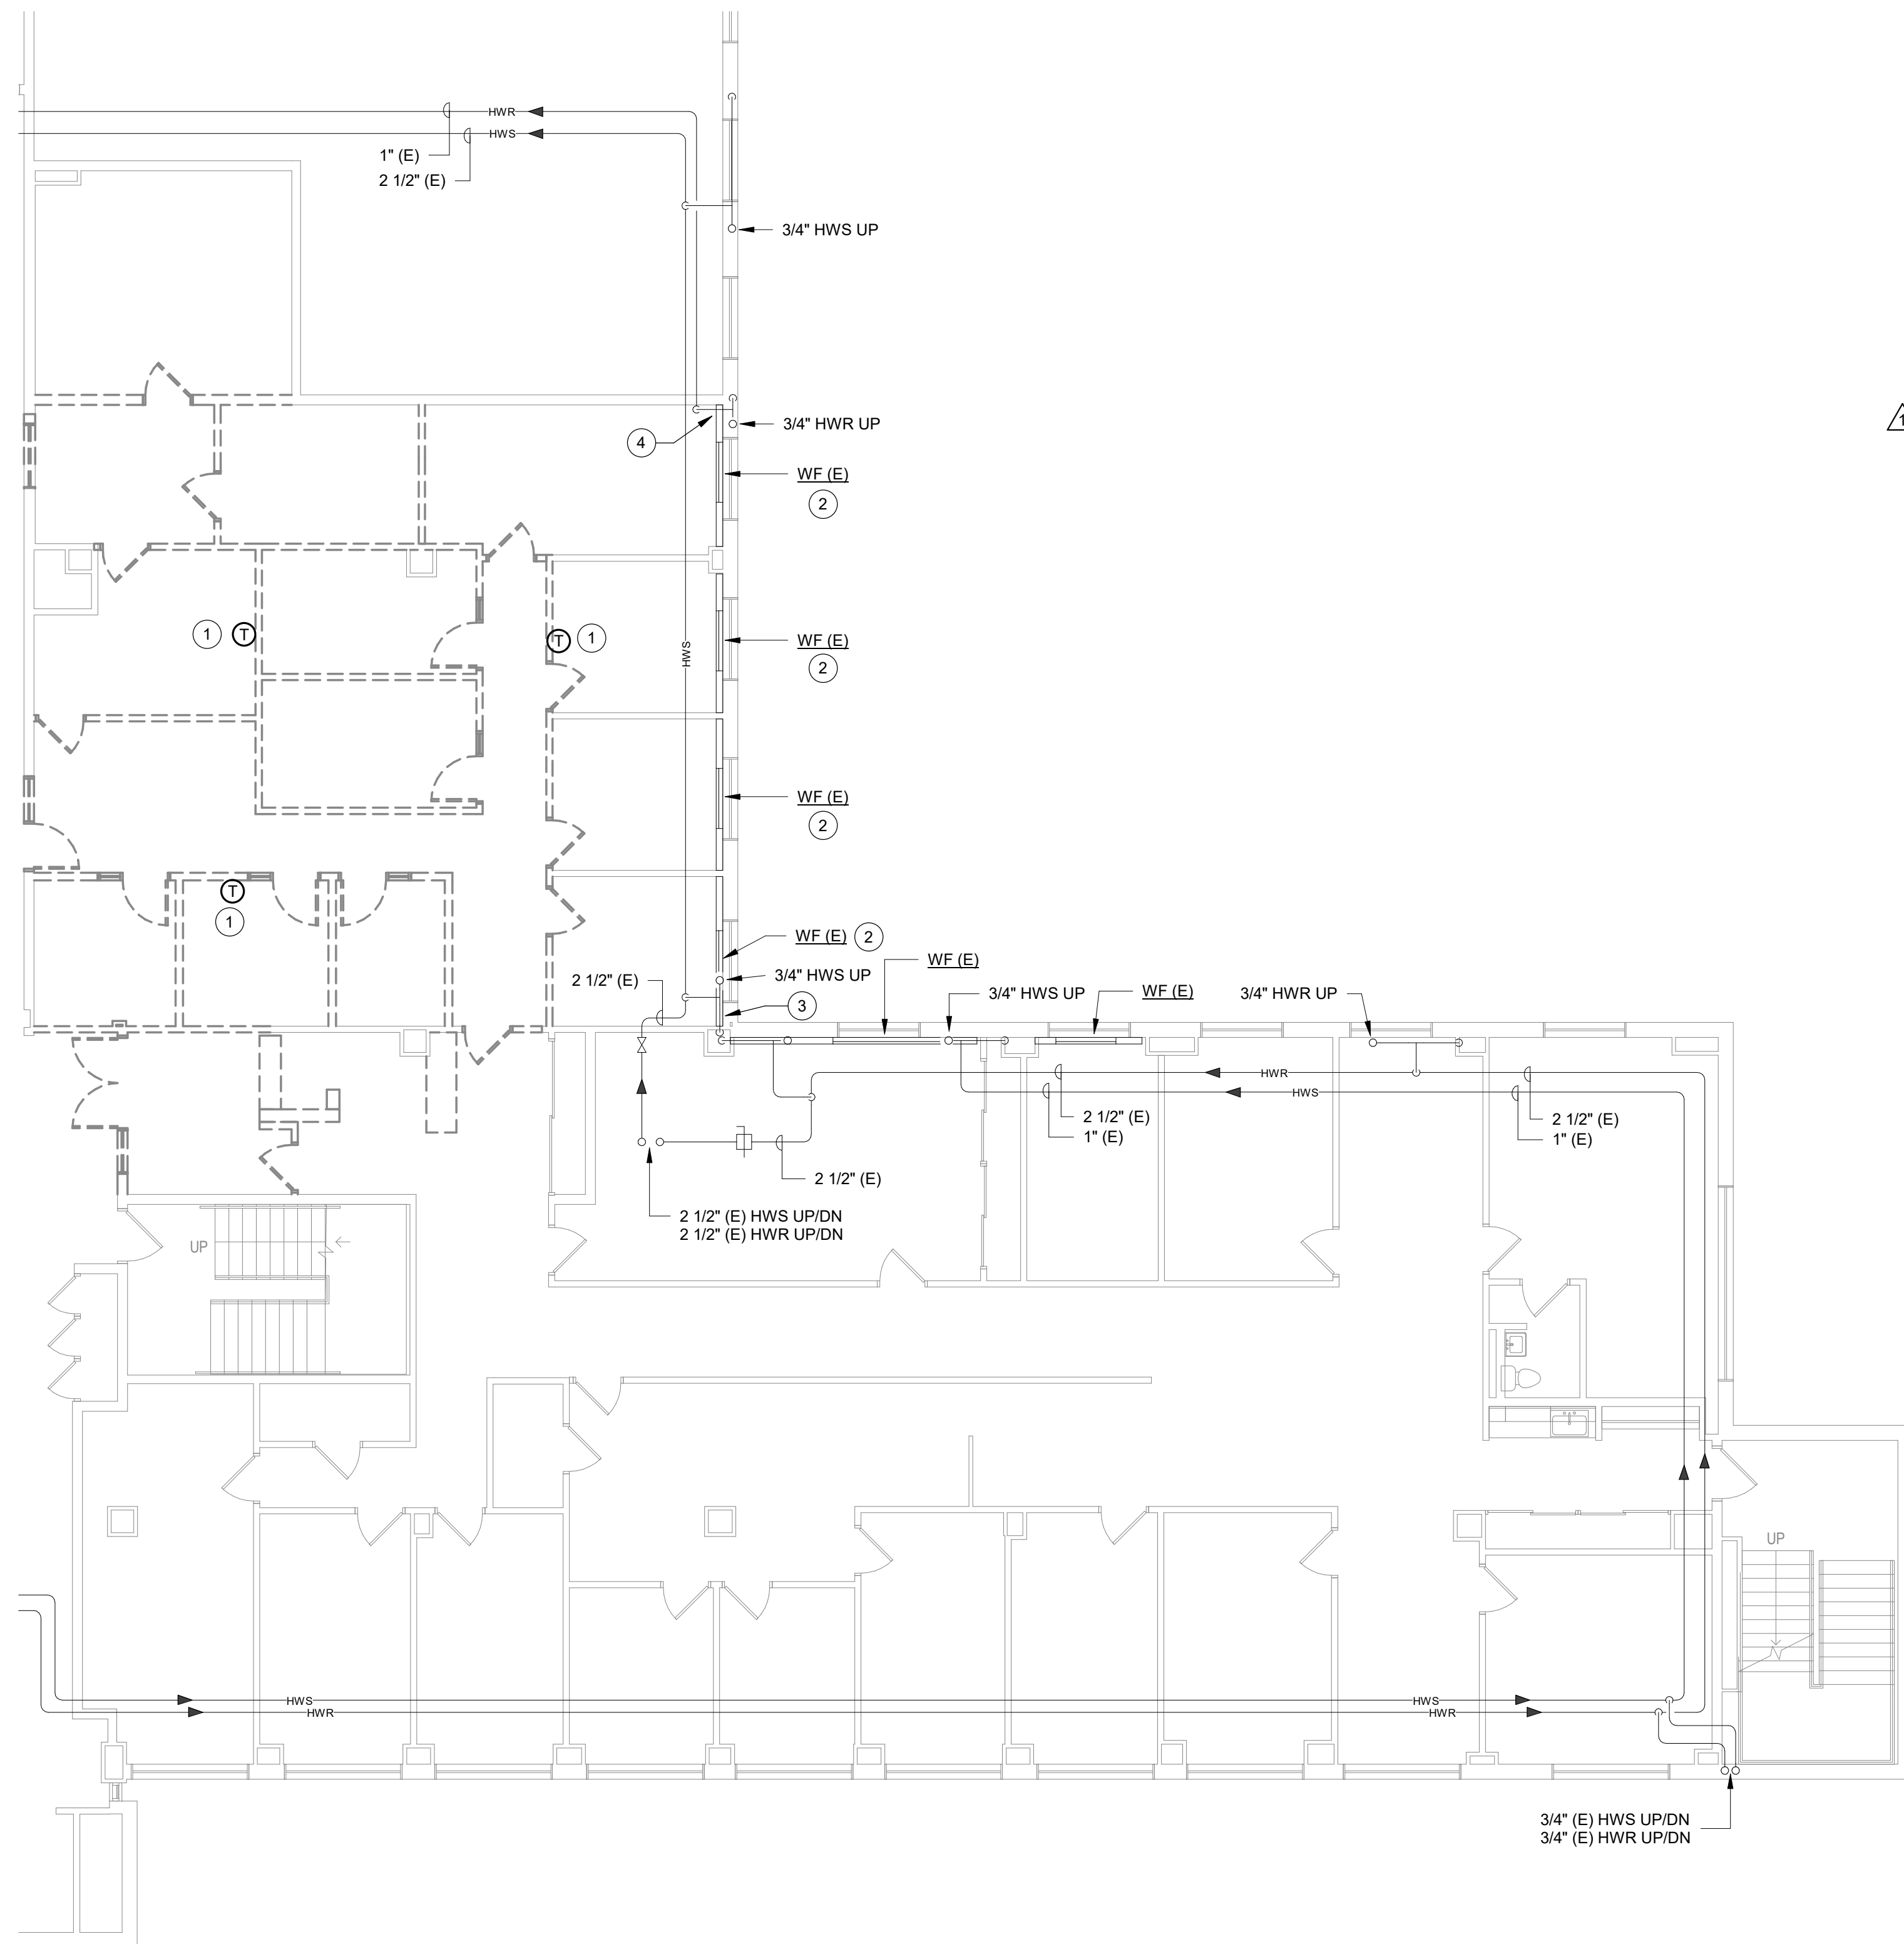 HWR
HWS
1" (E)
2 1/2" (E)
3/4" HWS UP
1
4
3/4" HWR UP
WF (E)
2
1
T
T
1
HWS
WF (E)
2
WF (E)
2
T
1
WF (E)
2
2 1/2" (E)
3/4" HWS UP
WF (E)
3
3/4" HWS UP
WF (E)
3/4" HWR UP
HWR
HWS
2 1/2" (E)
1" (E)
2 1/2" (E)
1" (E)
2 1/2" (E)
2 1/2" (E) HWS UP/DN
2 1/2" (E) HWR UP/DN
UP
UP
HWS
HWR
HWS
HWR
3/4" (E) HWS UP/DN
3/4" (E) HWR UP/DN